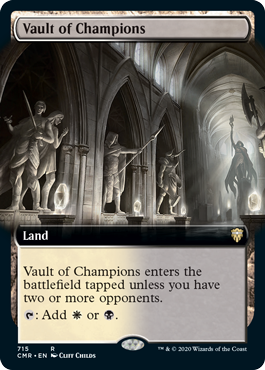 Vault of Champions
Land
Vault of Champions enters the
battlefield tapped unless you have
two or more opponents.
: Add or .
715 R
CMR • EN Cliff Childs
™ & © 2020 Wizards of the Coast